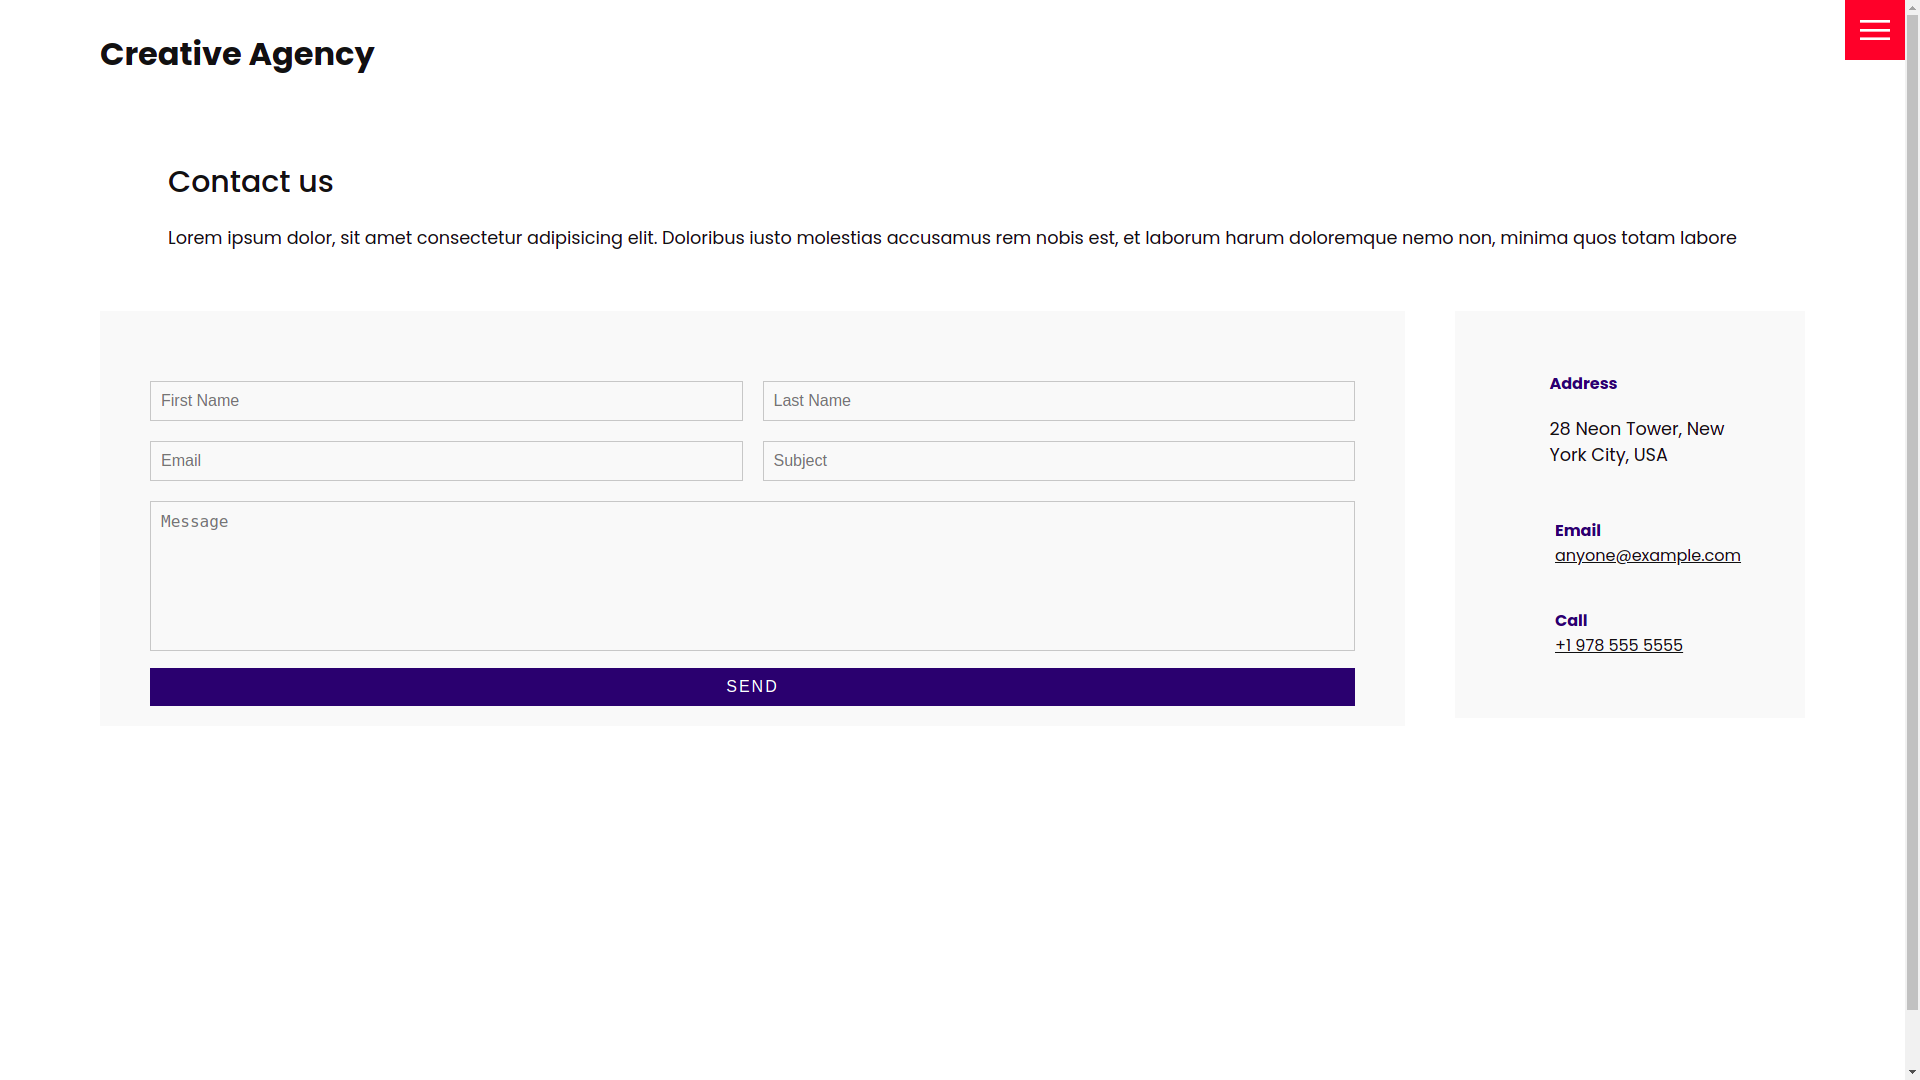 Creative Agency
Contact us
Lorem ipsum dolor, sit amet consectetur adipisicing elit. Doloribus iusto molestias accusamus rem nobis est, et laborum harum doloremque nemo non, minima quos totam labore
First Name
Last Name
Email
Subject
Message
SEND
Address
28 Neon Tower, New
York City, USA
Email
anyone@example.com
Call
+1 978 555 5555